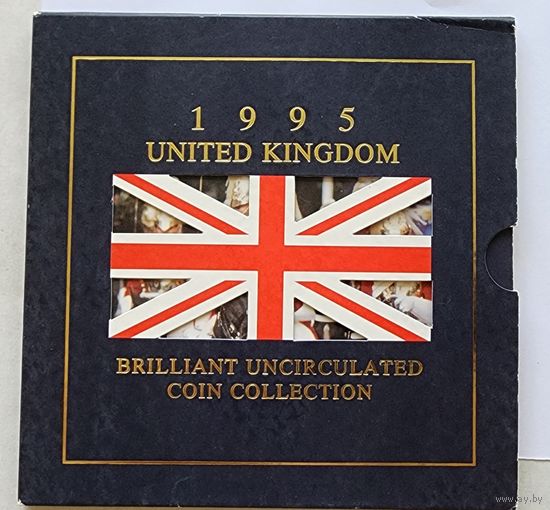 1995
UNITED KINGDOM
BRILLIANT UNCIRCULATED
COIN COLLECTION
www.ay.by